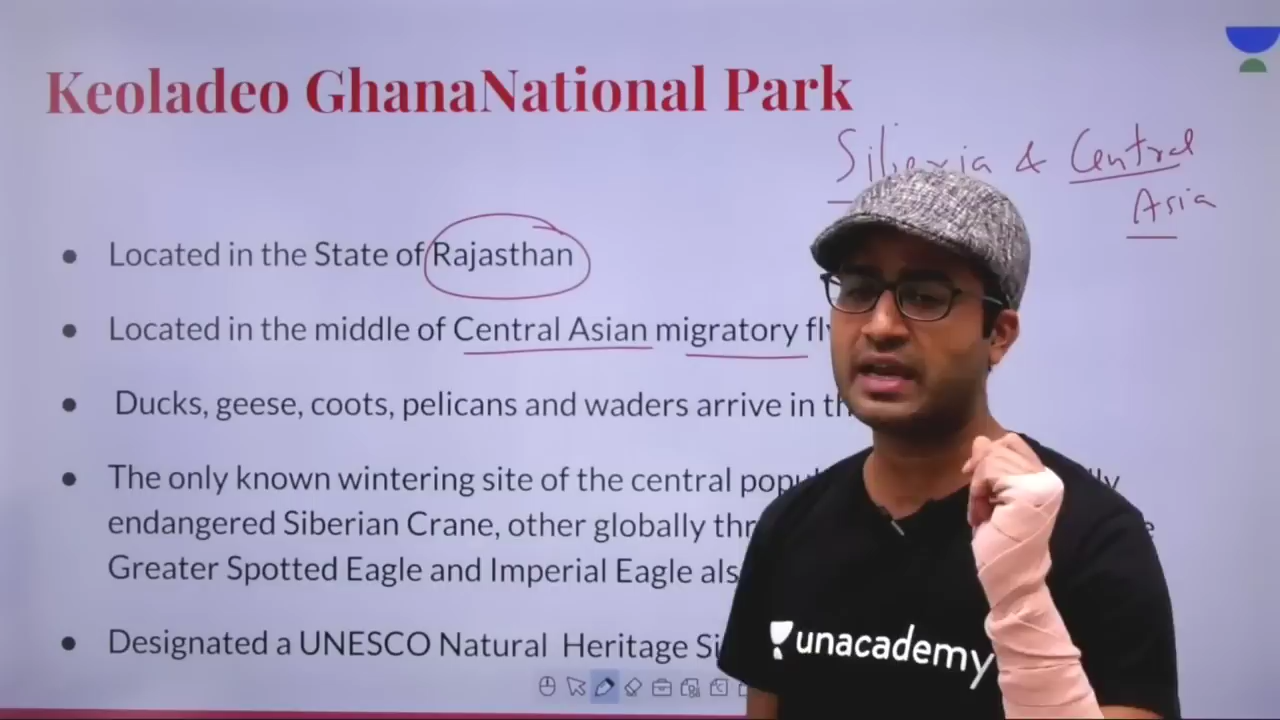 Keoladeo GhanaNational Park
Siberia & Central
Asia
Located in the State of Rajasthan
Located in the middle of Central Asian migratory
Ducks, geese, coots, pelicans and waders arrive in
The only known wintering site of the central
endangered Siberian Crane, other globally
Greater Spotted Eagle and Imperial Eagle
Designated a UNESCO Natural Heritage
unacademy